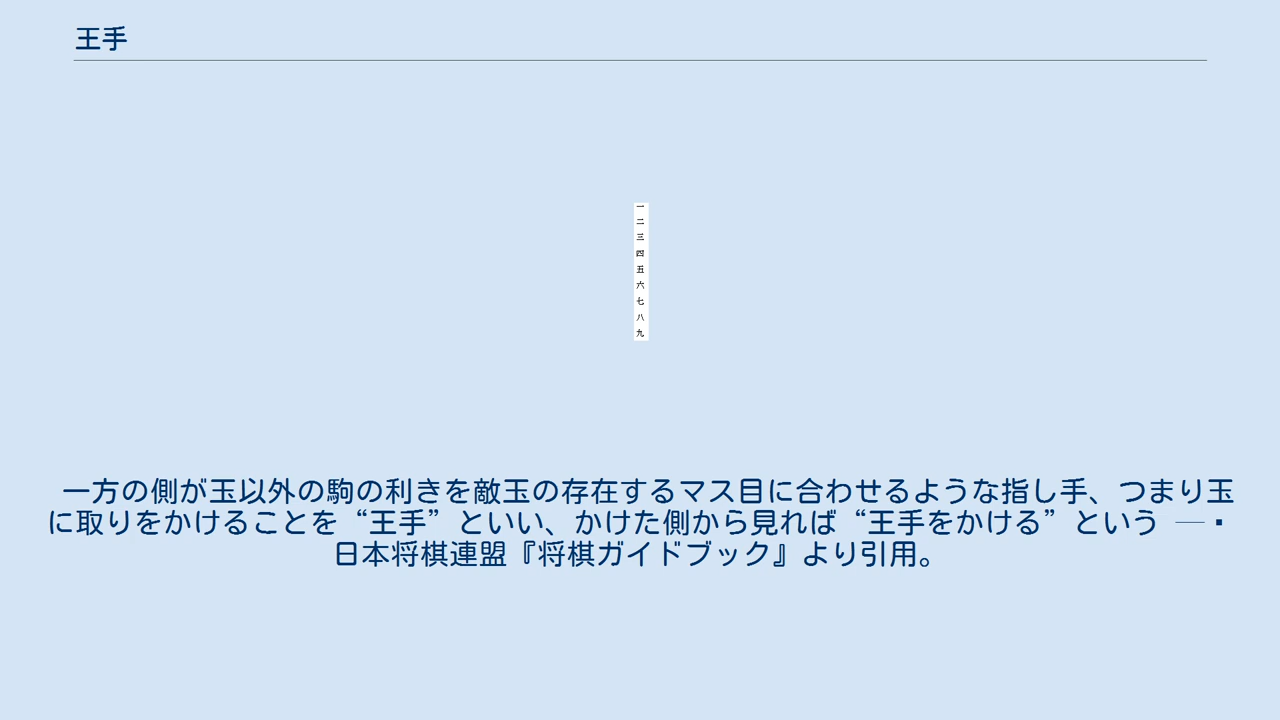 王手
一
二
三
四
五
六
七
八
九
一方の側が玉以外の駒の利きを敵玉の存在するマス目に合わせるような指し手、つまり玉
に取りをかけることを“王手”といい、かけた側から見れば“王手をかける”という ─ ▪
日本将棋連盟『将棋ガイドブック』より引用。